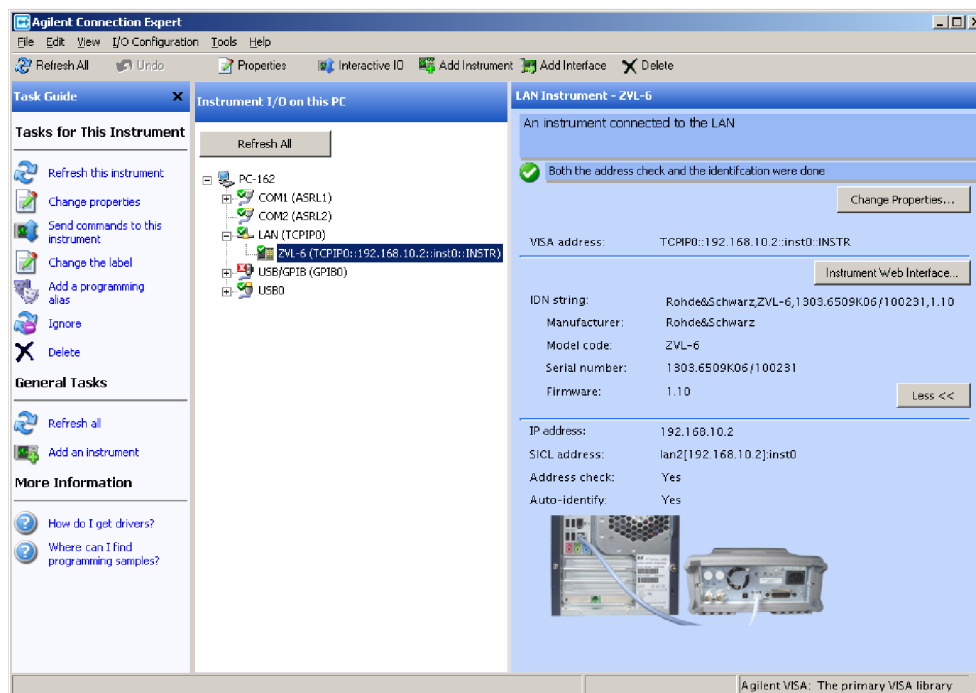 Agilent Connection Expert
File Edit View I/O Configuration Tools Help
Refresh All Undo Properties Interactive IO Add Instrument Add Interface Delete
Task Guide
Tasks for This Instrument
Refresh this instrument
Change properties
Send commands to this
instrument
Change the label
Add a programming
alias
Ignore
Delete
General Tasks
Refresh all
Add an instrument
More Information
How do I get drivers?
Where can I find
programming samples?
Instrument I/O on this PC
Refresh All
PC-162
COM1 (ASRL1)
COM2 (ASRL2)
LAN (TCPIP0)
ZVL-6 (TCPIP0::192.168.10.2::inst0::INSTR)
USB/GPIB (GPIB0)
USB0
LAN Instrument - ZVL-6
An instrument connected to the LAN
Both the address check and the identifcation were done
Change Properties...
VISA address: TCPIP0::192.168.10.2::inst0::INSTR
Instrument Web Interface...
IDN string: Rohde&Schwarz,ZVL-6,1303.6509K06/100231,1.10
Manufacturer: Rohde&Schwarz
Model code: ZVL-6
Serial number: 1303.6509K06/100231
Firmware: 1.10
Less <<
IP address: 192.168.10.2
SICL address: lan2[192.168.10.2]:inst0
Address check: Yes
Auto-identify: Yes
Agilent VISA: The primary VISA library